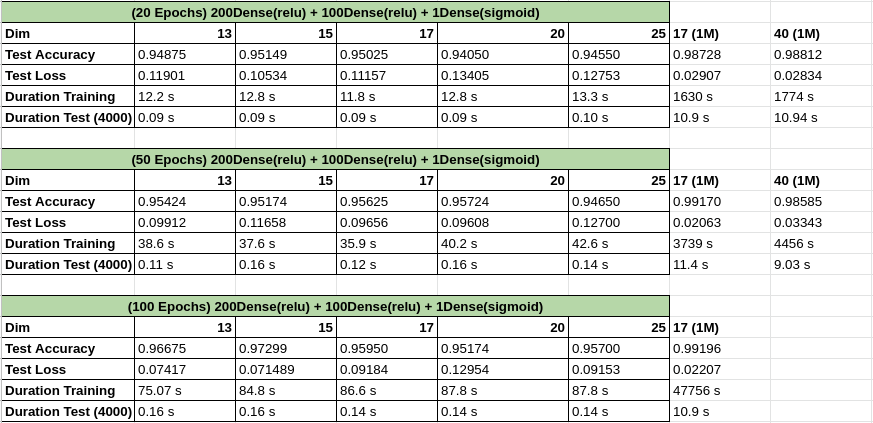 (20 Epochs) 200Dense(relu) + 100Dense(relu) + 1Dense(sigmoid)
Dim 13 15 17 20 25 17 (1M) 40 (1M)
Test Accuracy 0.94875 0.95149 0.95025 0.94050 0.94550 0.98728 0.98812
Test Loss 0.11901 0.10534 0.11157 0.13405 0.12753 0.02907 0.02834
Duration Training 12.2 s 12.8 s 11.8 s 12.8 s 13.3 s 1630 s 1774 s
Duration Test (4000) 0.09 s 0.09 s 0.09 s 0.09 s 0.10 s 10.9 s 10.94 s
(50 Epochs) 200Dense(relu) + 100Dense(relu) + 1Dense(sigmoid)
Dim 13 15 17 20 25 17 (1M) 40 (1M)
Test Accuracy 0.95424 0.95174 0.95625 0.95724 0.94650 0.99170 0.98585
Test Loss 0.09912 0.11658 0.09656 0.09608 0.12700 0.02063 0.03343
Duration Training 38.6 s 37.6 s 35.9 s 40.2 s 42.6 s 3739 s 4456 s
Duration Test (4000) 0.11 s 0.16 s 0.12 s 0.16 s 0.14 s 11.4 s 9.03 s
(100 Epochs) 200Dense(relu) + 100Dense(relu) + 1Dense(sigmoid)
Dim 13 15 17 20 25 17 (1M)
Test Accuracy 0.96675 0.97299 0.95950 0.95174 0.95700 0.99196
Test Loss 0.07417 0.071489 0.09184 0.12954 0.09153 0.02207
Duration Training 75.07 s 84.8 s 86.6 s 87.8 s 87.8 s 47756 s
Duration Test (4000) 0.16 s 0.16 s 0.14 s 0.14 s 0.14 s 10.9 s